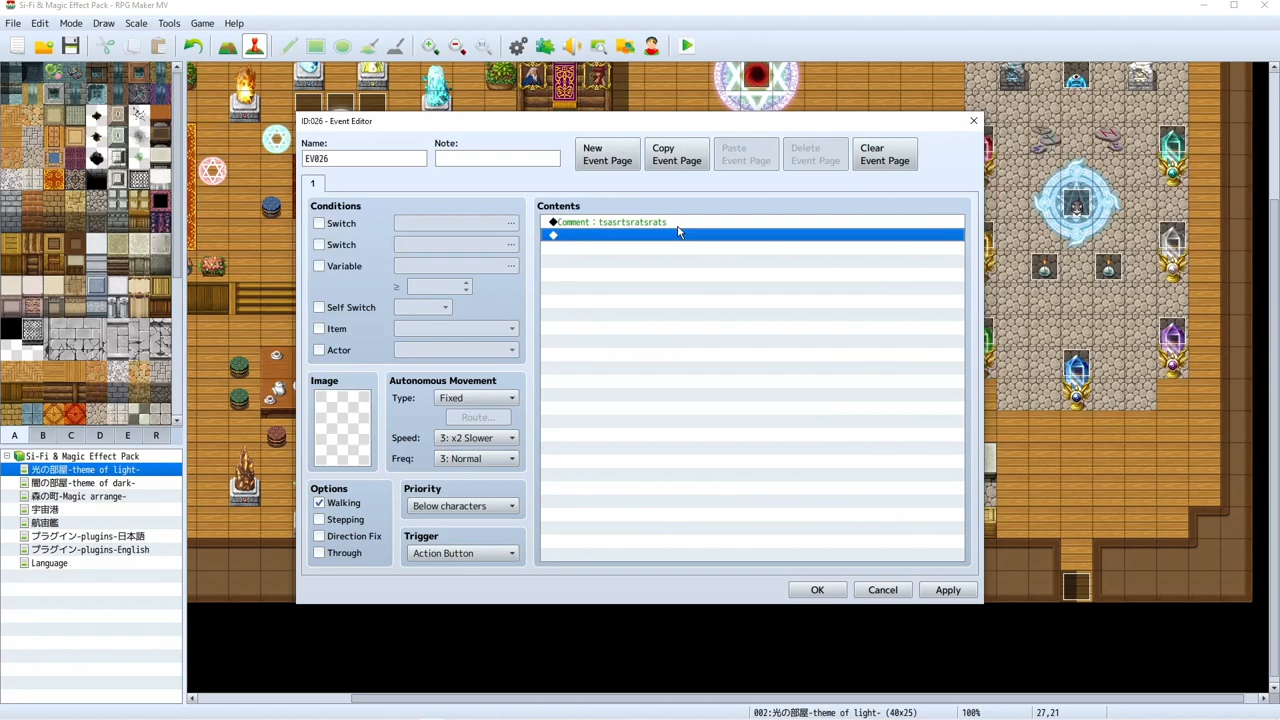 Si-Fi & Magic Effect Pack - RPG Maker MV
File Edit Mode Draw Scale Tools Game Help
ID:026 - Event Editor
Name: Note:
EV026
New Event Page
Copy Event Page
Paste Event Page
Delete Event Page
Clear Event Page
1
Conditions
Switch ...
Switch ...
Variable ...
≥
Self Switch
Item
Actor
Image
Autonomous Movement
Type: Fixed
Route...
Speed: 3: x2 Slower
Freq: 3: Normal
Options
Walking
Stepping
Direction Fix
Through
Priority
Below characters
Trigger
Action Button
Contents
◆Comment：tsasrtsratsrats
◆
OK Cancel Apply
A B C D E R
Si-Fi & Magic Effect Pack
光の部屋-theme of light-
闇の部屋-theme of dark-
森の町-Magic arrange-
宇宙港
航宙艦
プラグイン-plugins-日本語
プラグイン-plugins-English
Language
002:光の部屋-theme of light- (40x25) 100% 27,21